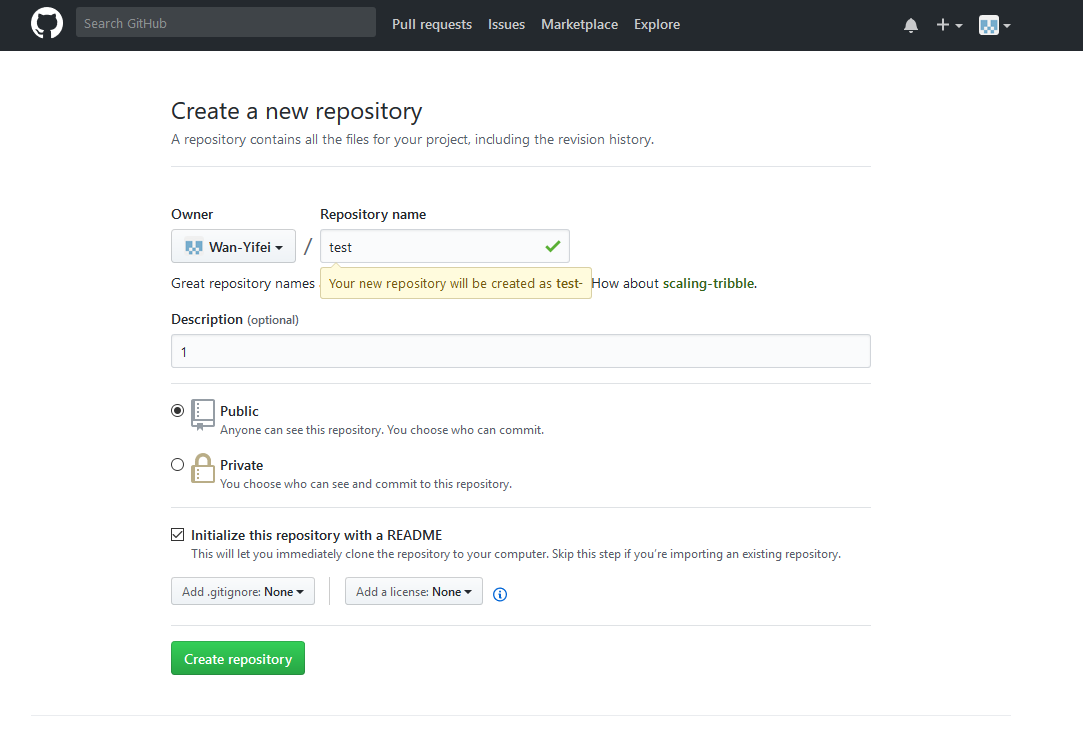 Search GitHub Pull requests Issues Marketplace Explore
Create a new repository
A repository contains all the files for your project, including the revision history.
Owner Repository name
Wan-Yifei / test
Great repository names Your new repository will be created as test- How about scaling-tribble.
Description (optional)
1
Public
Anyone can see this repository. You choose who can commit.
Private
You choose who can see and commit to this repository.
Initialize this repository with a README
This will let you immediately clone the repository to your computer. Skip this step if you're importing an existing repository.
Add .gitignore: None Add a license: None
Create repository